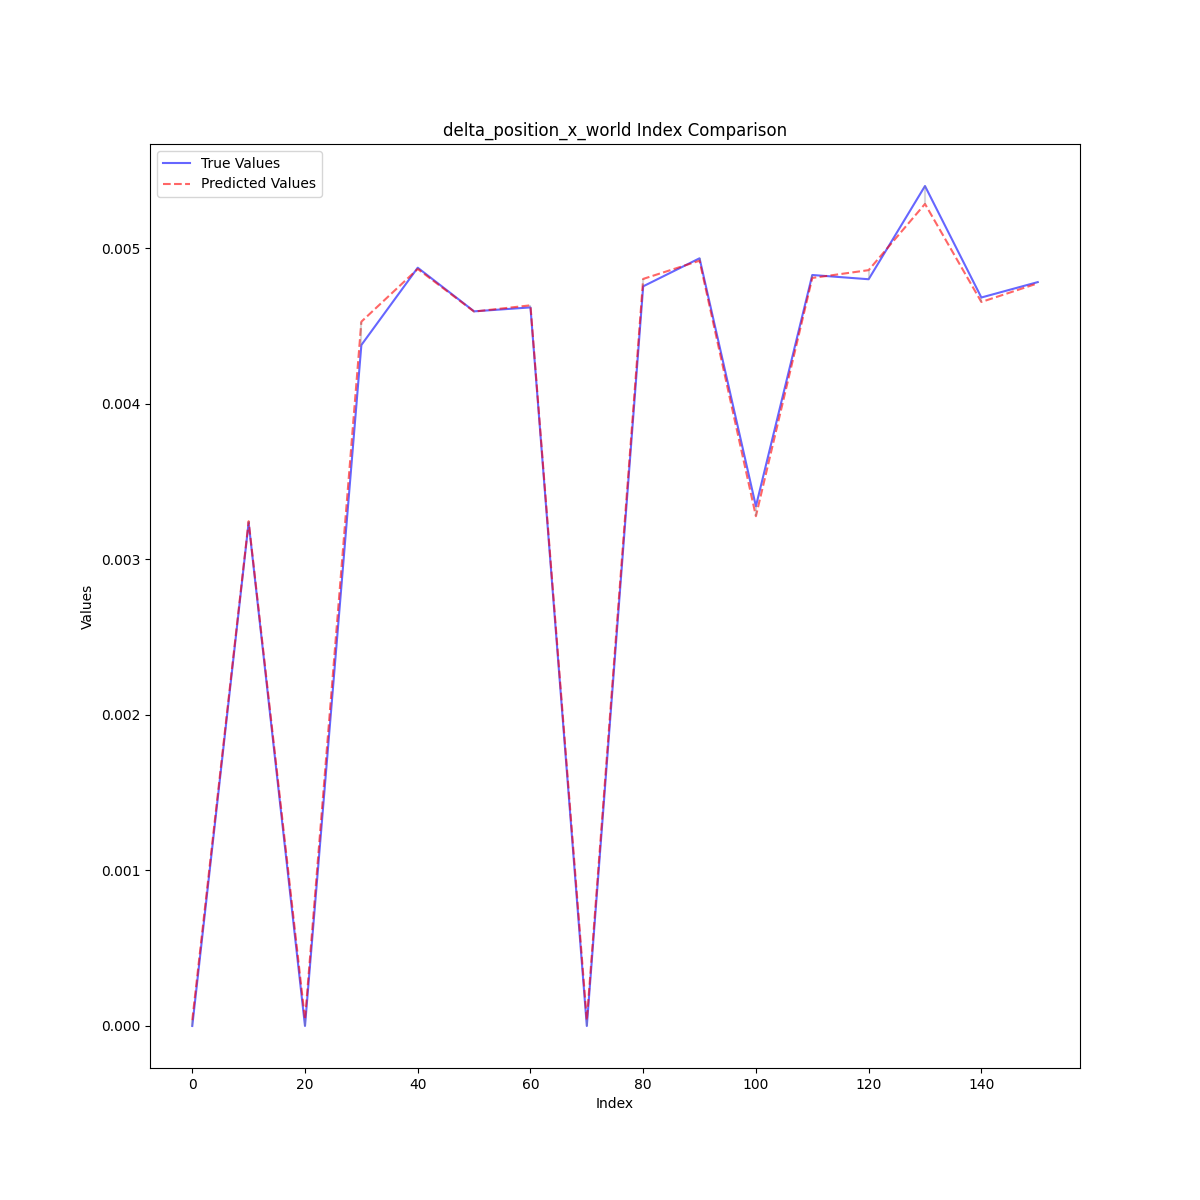 delta_position_x_world Index Comparison
True Values
Predicted Values
0.005
0.004
0.003
0.002
0.001
0.000
Values
0 20 40 60 80 100 120 140
Index